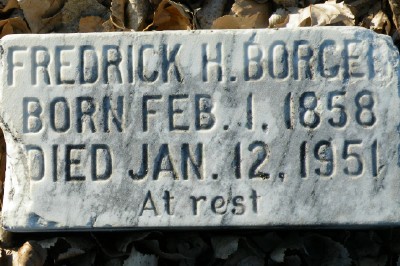 FREDRICK H. BORGEL
BORN FEB. 1, 1858
DIED JAN. 12, 1951
At rest